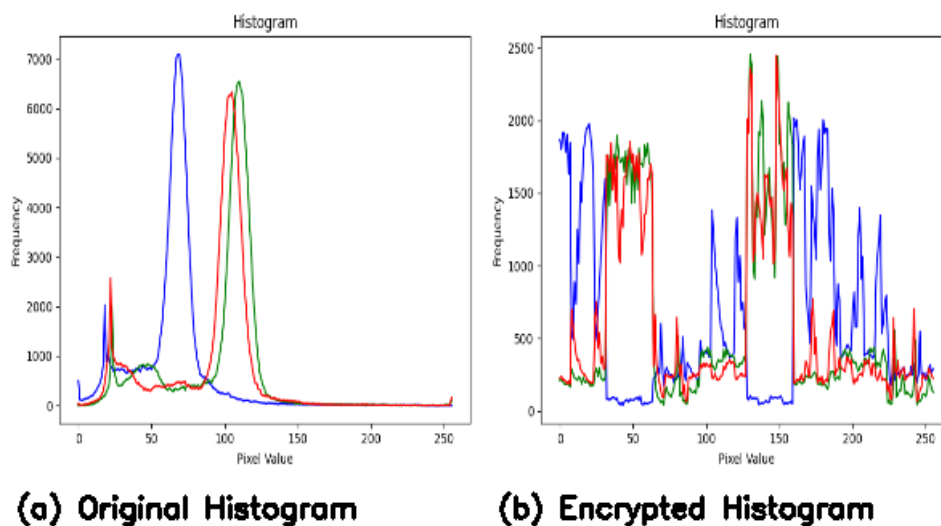 Histogram
7000
6000
5000
4000
3000
2000
1000
0
Frequency
0 50 100 150 200 250
Pixel Value
(a) Original Histogram
Histogram
2500
2000
1500
1000
500
0
Frequency
0 50 100 150 200 250
Pixel Value
(b) Encrypted Histogram